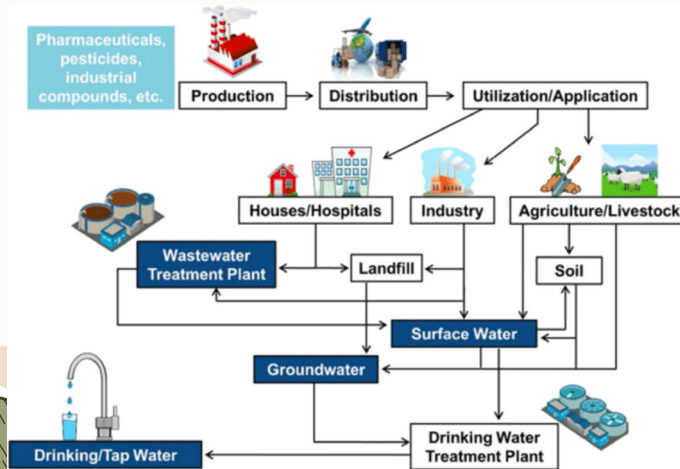 Pharmaceuticals,
pesticides,
industrial
compounds, etc.
Production
Distribution
Utilization/Application
Houses/Hospitals
Industry
Agriculture/Livestock
Wastewater
Treatment Plant
Landfill
Soil
Surface Water
Groundwater
Drinking/Tap Water
Drinking Water
Treatment Plant